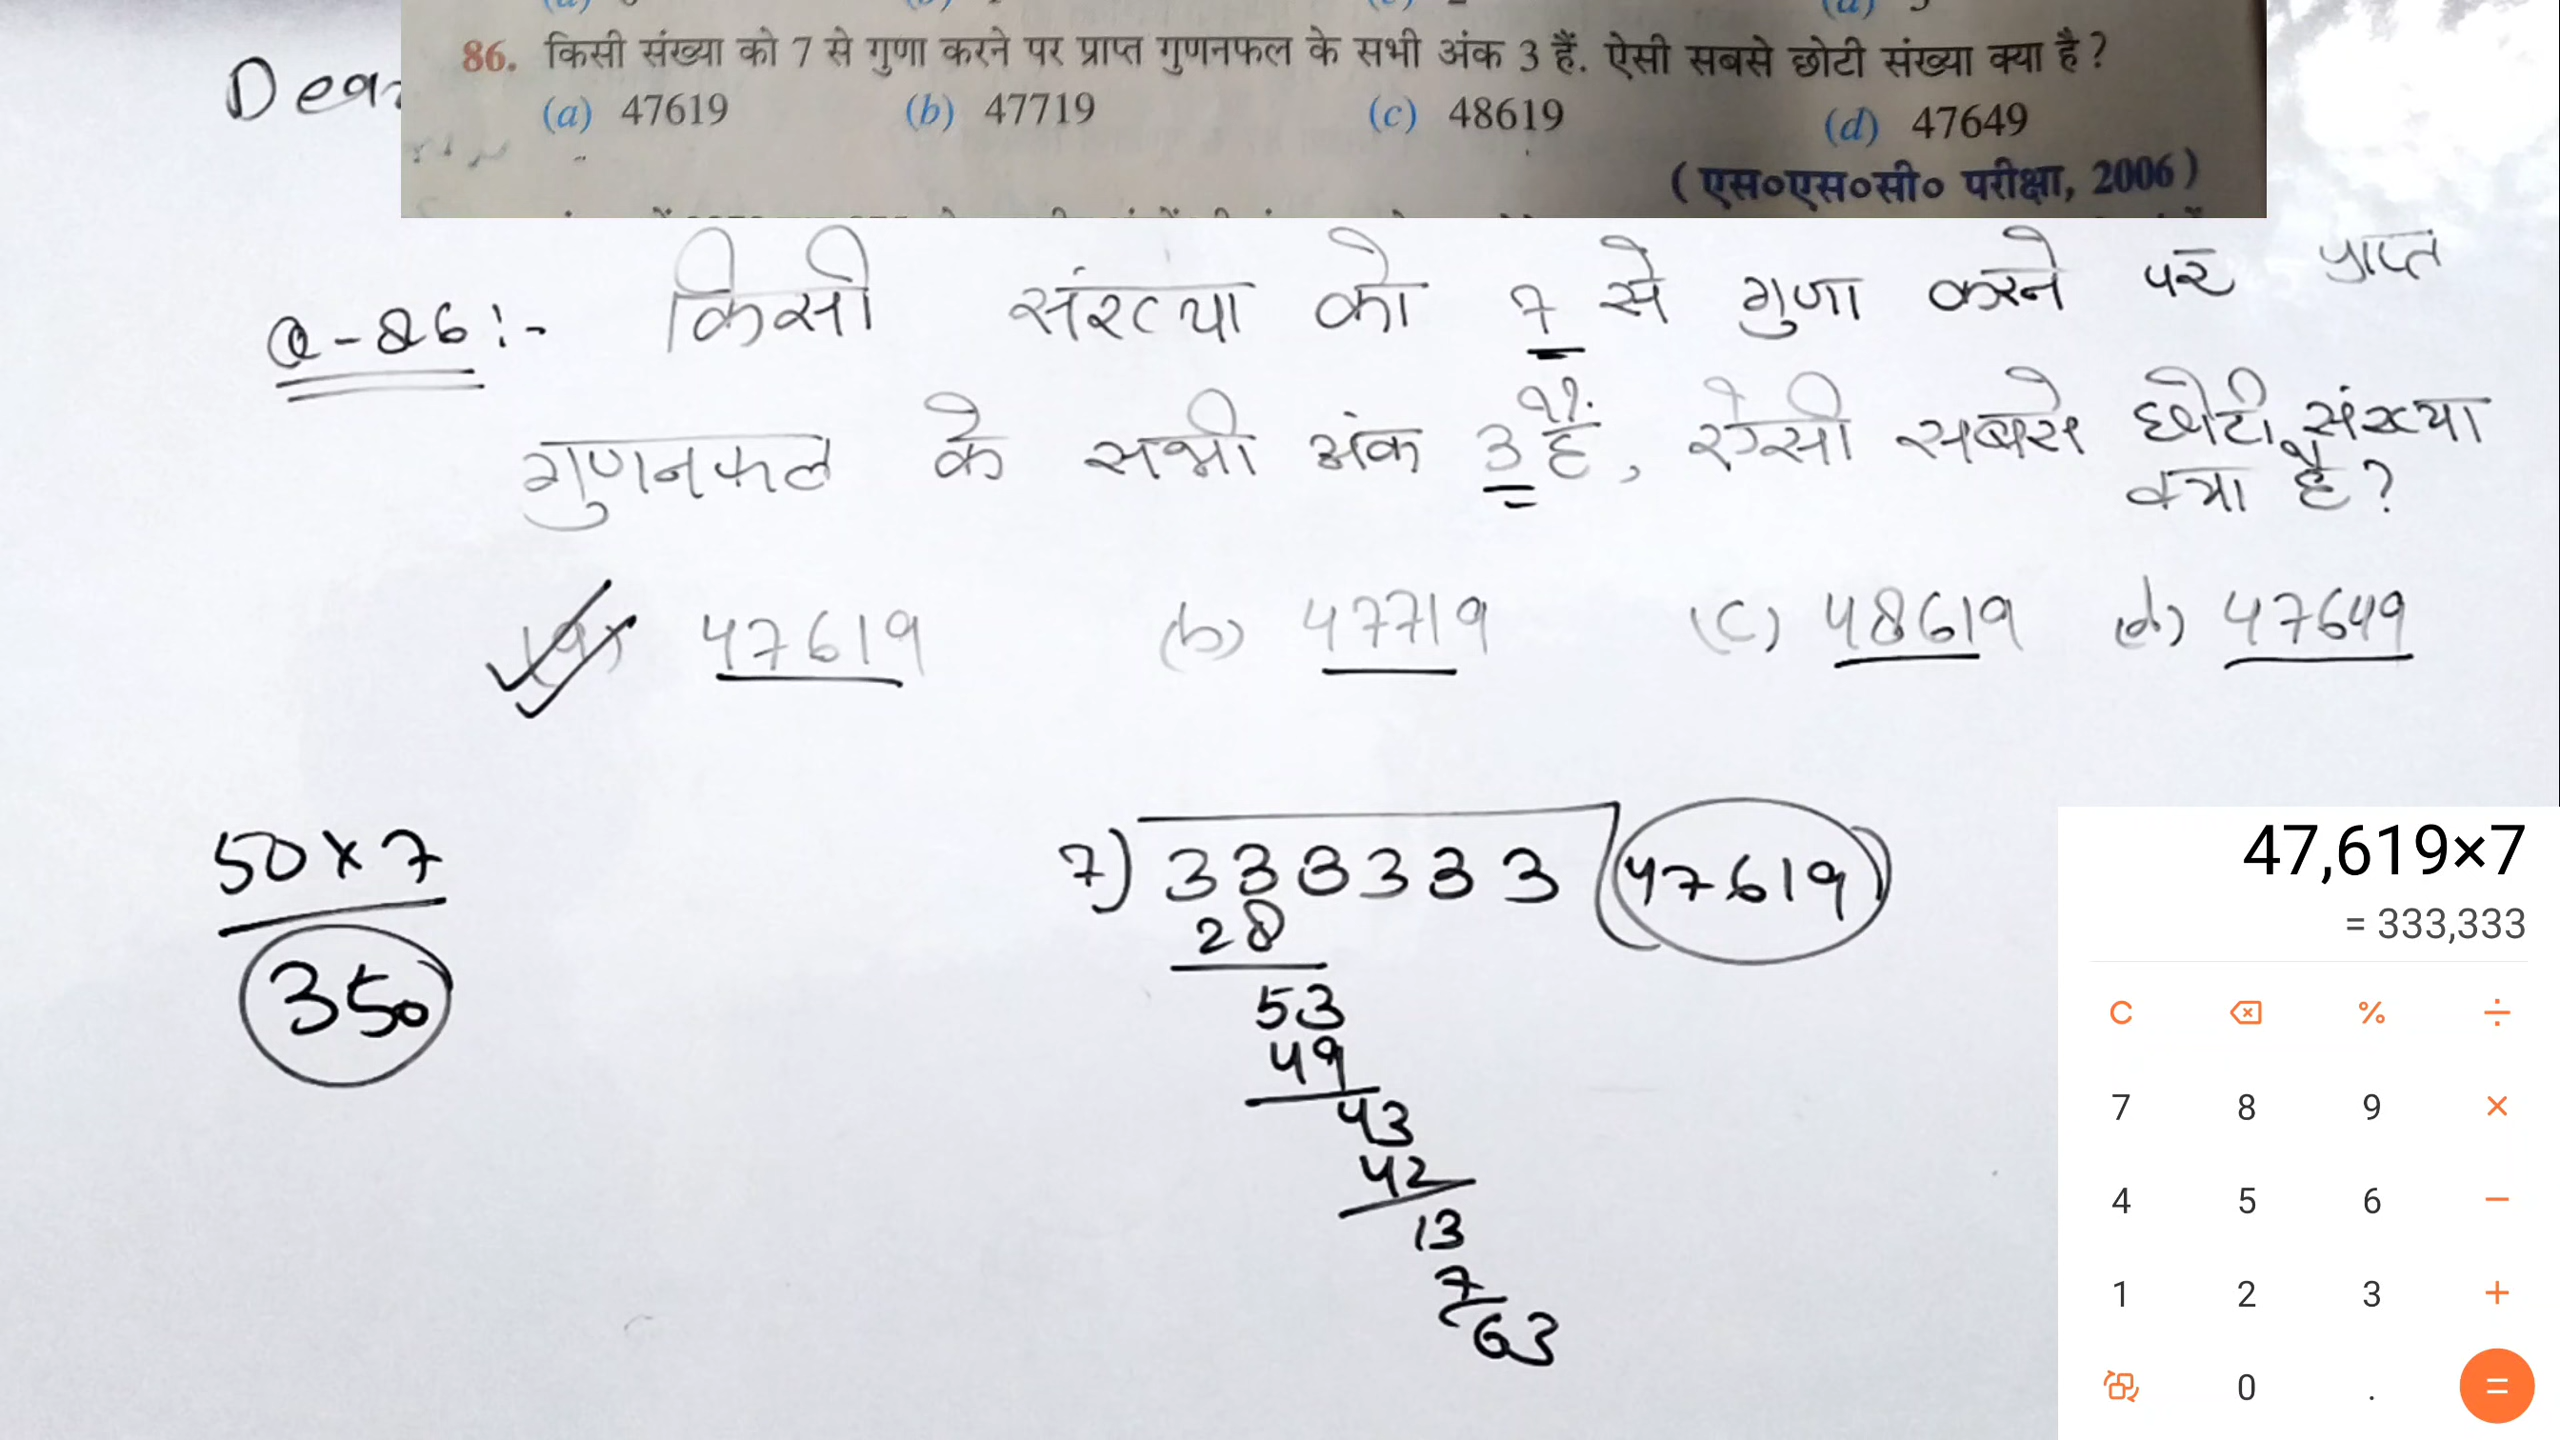 86. किसी संख्या को 7 से गुणा करने पर प्राप्त गुणनफल के सभी अंक 3 हैं. ऐसी सबसे छोटी संख्या क्या है?
(a) 47619 (b) 47719 (c) 48619 (d) 47649
(एस०एस०सी० परीक्षा, 2006)
Dear
Q-86:- किसी संख्या को 7 से गुणा करने पर प्राप्त
गुणनफल के सभी अंक 3 हैं, ऐसी सबसे छोटी संख्या
क्या है?
(a) 47619 (b) 47719 (c) 48619 (d) 47649
50×7
350
7) 333333 (47619
28
53
49
43
42
13
7
63
47,619×7
= 333,333
C % ÷
7 8 9 ×
4 5 6 −
1 2 3 +
0 . =